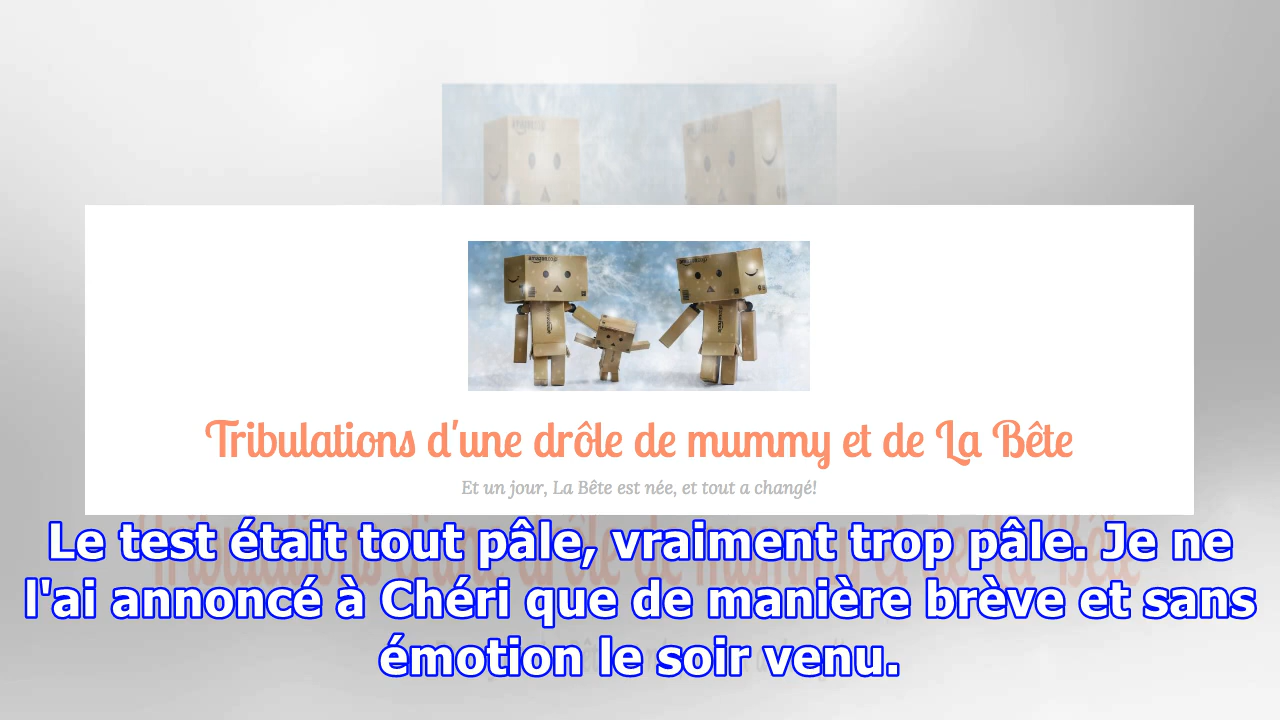 Tribulations d'une drôle de mummy et de La Bête
Et un jour, La Bête est née, et tout a changé!
Le test était tout pâle, vraiment trop pâle. Je ne
l'ai annoncé à Chéri que de manière brève et sans
émotion le soir venu.